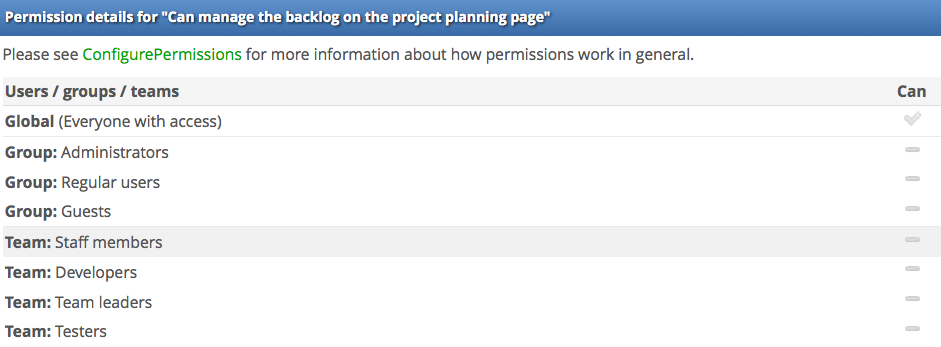 Permission details for "Can manage the backlog on the project planning page"
Please see ConfigurePermissions for more information about how permissions work in general.
Users / groups / teams Can
Global (Everyone with access)
Group: Administrators
Group: Regular users
Group: Guests
Team: Staff members
Team: Developers
Team: Team leaders
Team: Testers